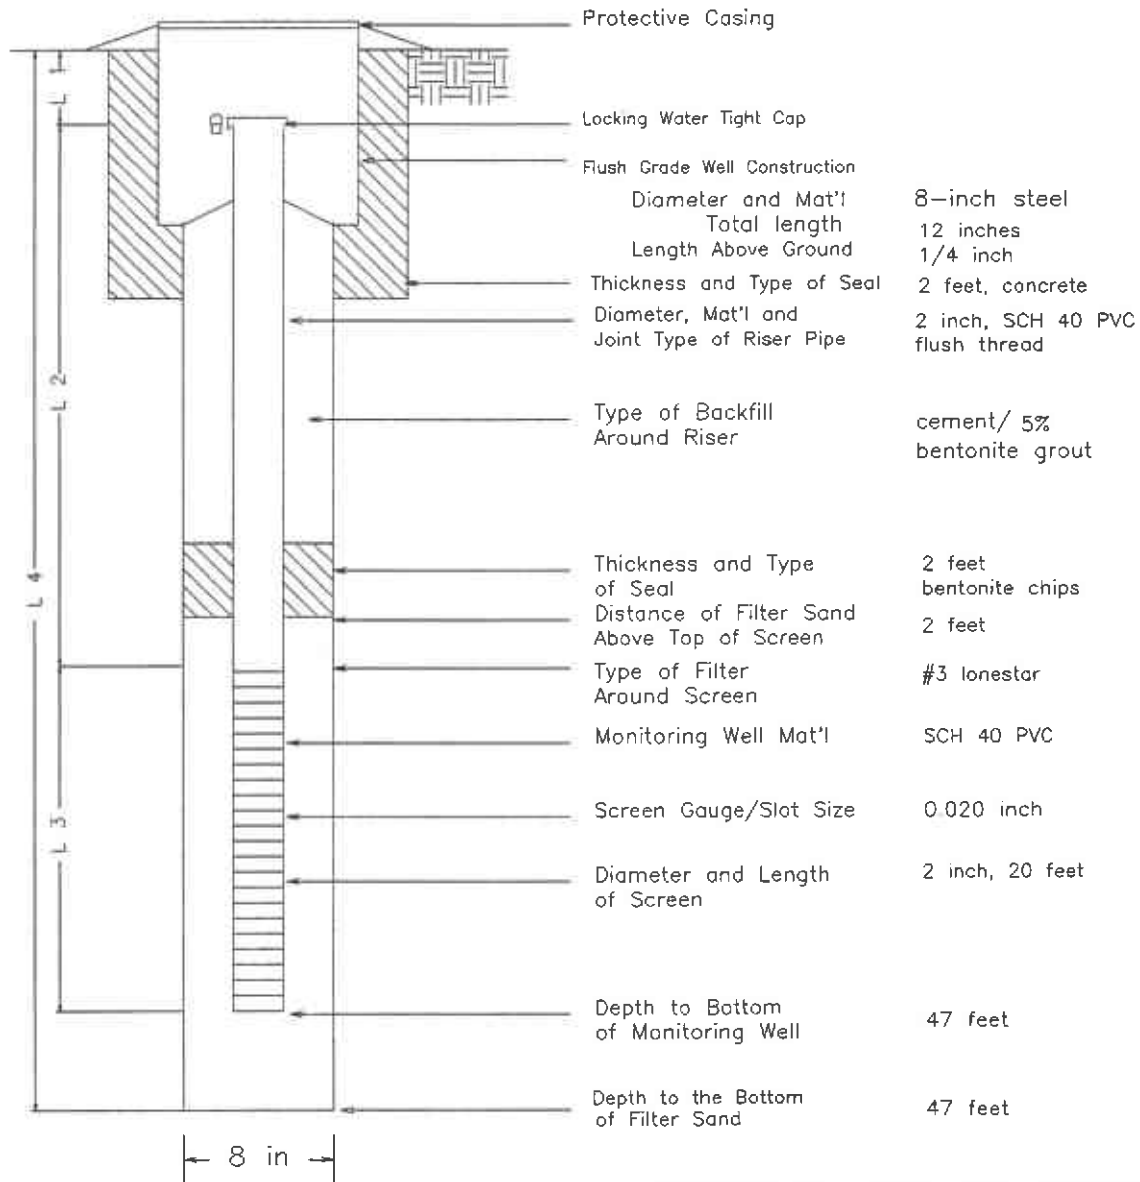 Protective Casing
L 1
Locking Water Tight Cap
Flush Grade Well Construction
Diameter and Mat'l 8-inch steel
Total length 12 inches
Length Above Ground 1/4 inch
Thickness and Type of Seal 2 feet, concrete
Diameter, Mat'l and 2 inch, SCH 40 PVC
Joint Type of Riser Pipe flush thread
L 2
Type of Backfill cement/ 5%
Around Riser bentonite grout
L 4
Thickness and Type 2 feet
of Seal bentonite chips
Distance of Filter Sand
Above Top of Screen 2 feet
Type of Filter #3 lonestar
Around Screen
Monitoring Well Mat'l SCH 40 PVC
L 3
Screen Gauge/Slot Size 0.020 inch
Diameter and Length 2 inch, 20 feet
of Screen
Depth to Bottom
of Monitoring Well 47 feet
Depth to the Bottom
of Filter Sand 47 feet
8 in